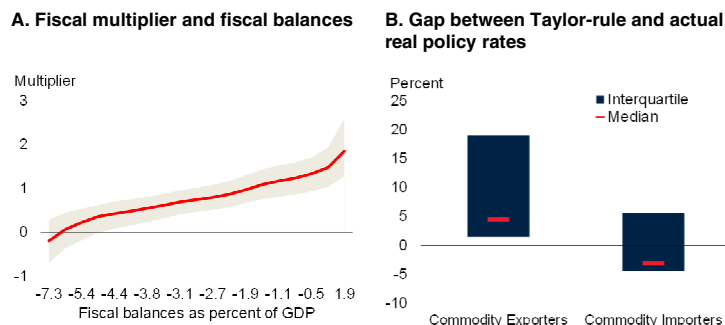 A. Fiscal multiplier and fiscal balances
Multiplier
3
2
1
0
-1
-7.3 -5.4 -4.4 -3.8 -3.1 -2.7 -1.9 -1.1 -0.5 1.9
Fiscal balances as percent of GDP
B. Gap between Taylor-rule and actual
real policy rates
Percent
25
20
15
10
5
0
-5
-10
Interquartile
Median
Commodity Exporters Commodity Importers